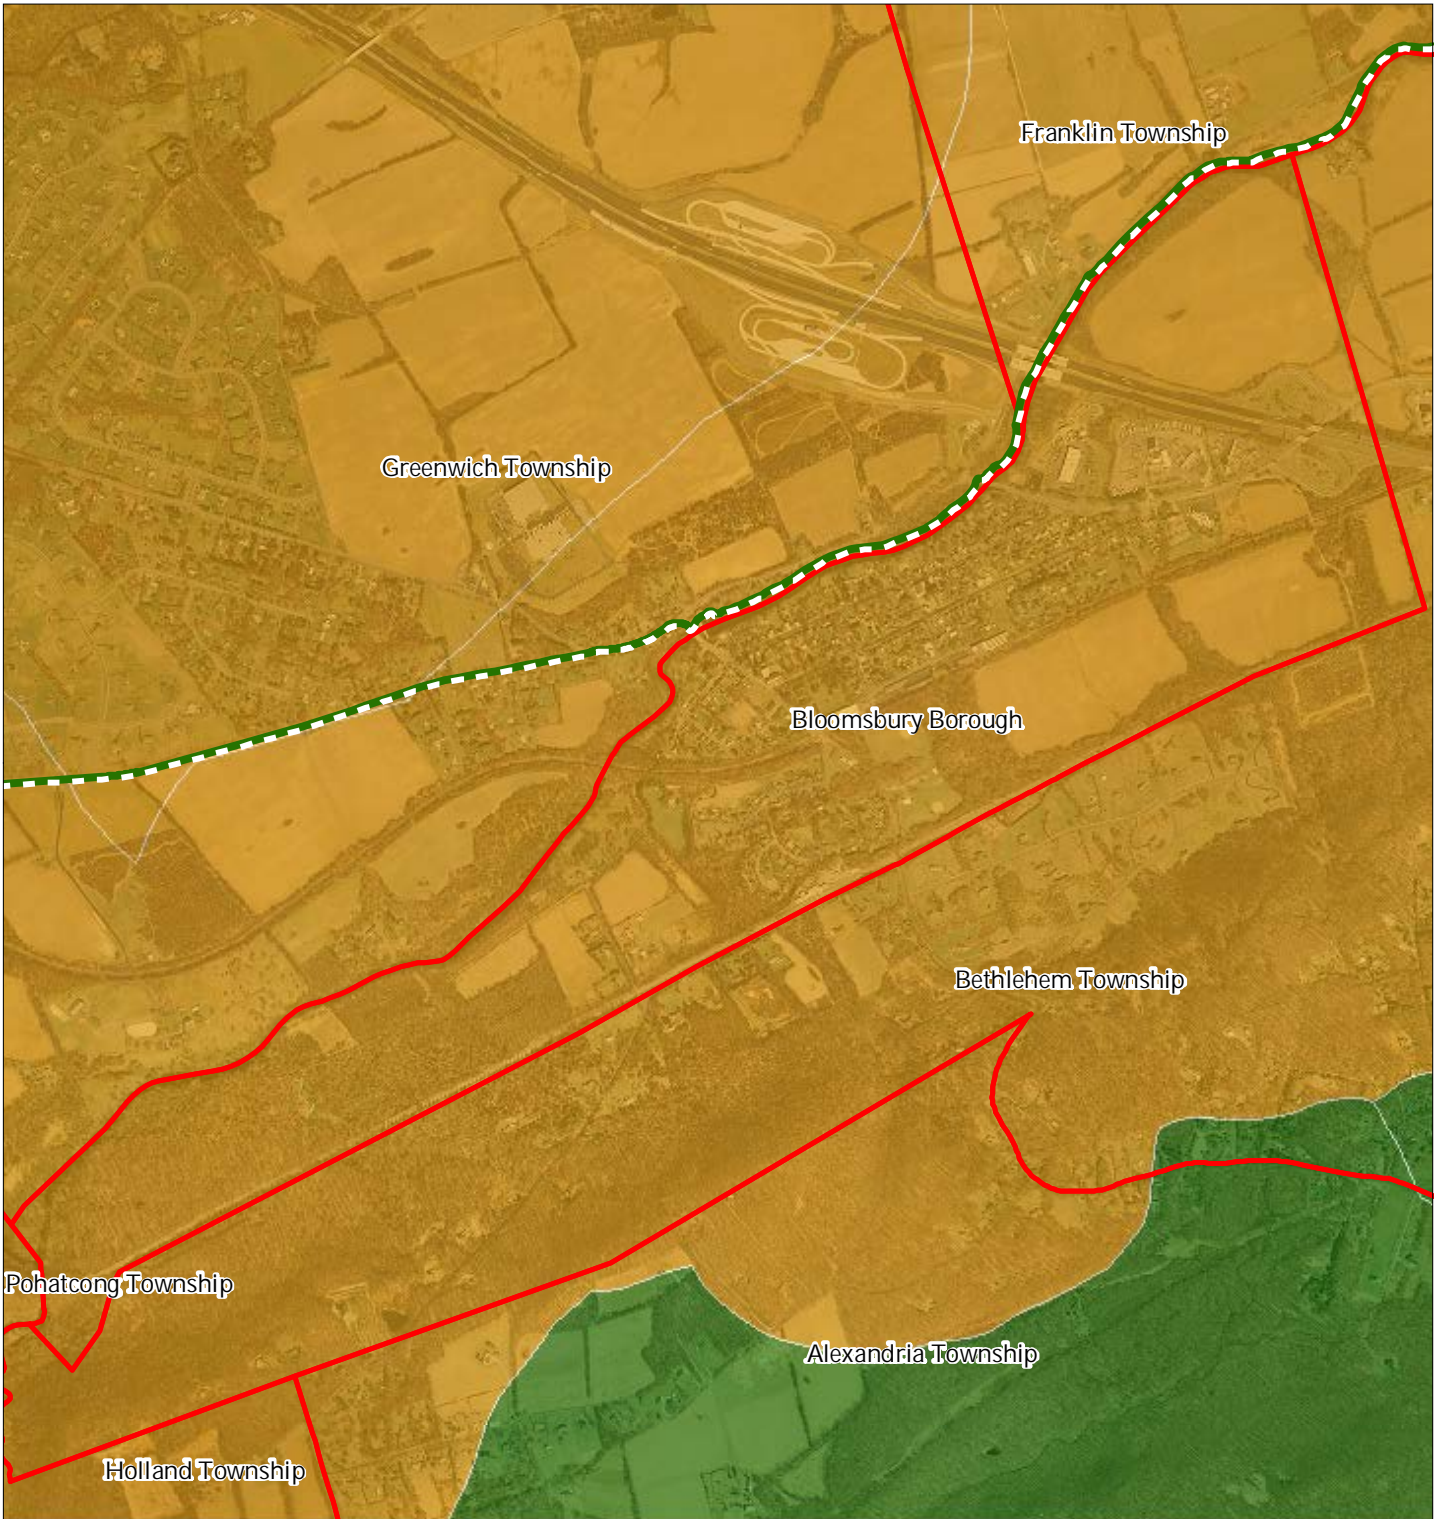 Franklin Township
Greenwich Township
Bloomsbury Borough
Bethlehem Township
Pohatcong Township
Alexandria Township
Holland Township